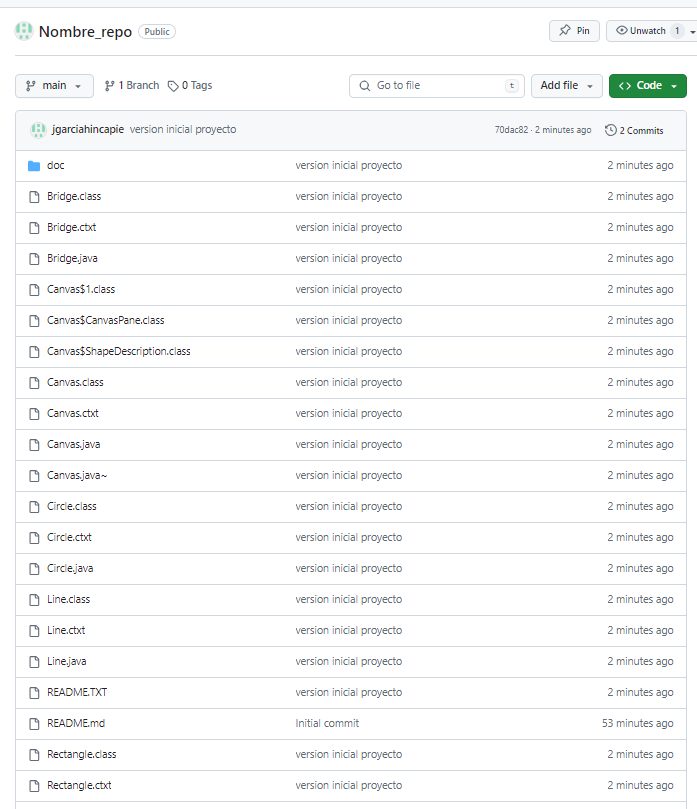 Nombre_repo Public Pin Unwatch 1
main 1 Branch 0 Tags Go to file t Add file Code
jgarciahincapie version inicial proyecto 70dac82 · 2 minutes ago 2 Commits
doc version inicial proyecto 2 minutes ago
Bridge.class version inicial proyecto 2 minutes ago
Bridge.ctxt version inicial proyecto 2 minutes ago
Bridge.java version inicial proyecto 2 minutes ago
Canvas$1.class version inicial proyecto 2 minutes ago
Canvas$CanvasPane.class version inicial proyecto 2 minutes ago
Canvas$ShapeDescription.class version inicial proyecto 2 minutes ago
Canvas.class version inicial proyecto 2 minutes ago
Canvas.ctxt version inicial proyecto 2 minutes ago
Canvas.java version inicial proyecto 2 minutes ago
Canvas.java~ version inicial proyecto 2 minutes ago
Circle.class version inicial proyecto 2 minutes ago
Circle.ctxt version inicial proyecto 2 minutes ago
Circle.java version inicial proyecto 2 minutes ago
Line.class version inicial proyecto 2 minutes ago
Line.ctxt version inicial proyecto 2 minutes ago
Line.java version inicial proyecto 2 minutes ago
README.TXT version inicial proyecto 2 minutes ago
README.md Initial commit 53 minutes ago
Rectangle.class version inicial proyecto 2 minutes ago
Rectangle.ctxt version inicial proyecto 2 minutes ago